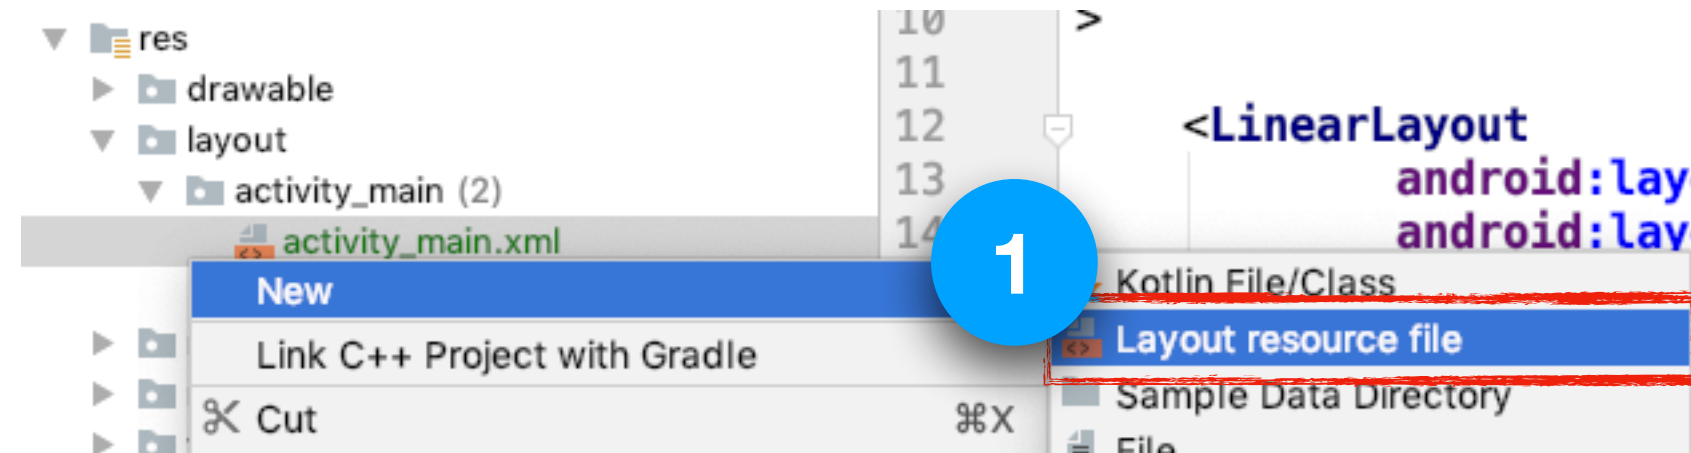 res
drawable
layout
activity_main (2)
activity_main.xml
New
Link C++ Project with Gradle
Cut ⌘X
1
Kotlin File/Class
Layout resource file
Sample Data Directory
File
10 >
11
12 <LinearLayout
13 android:lay
14 android:lay